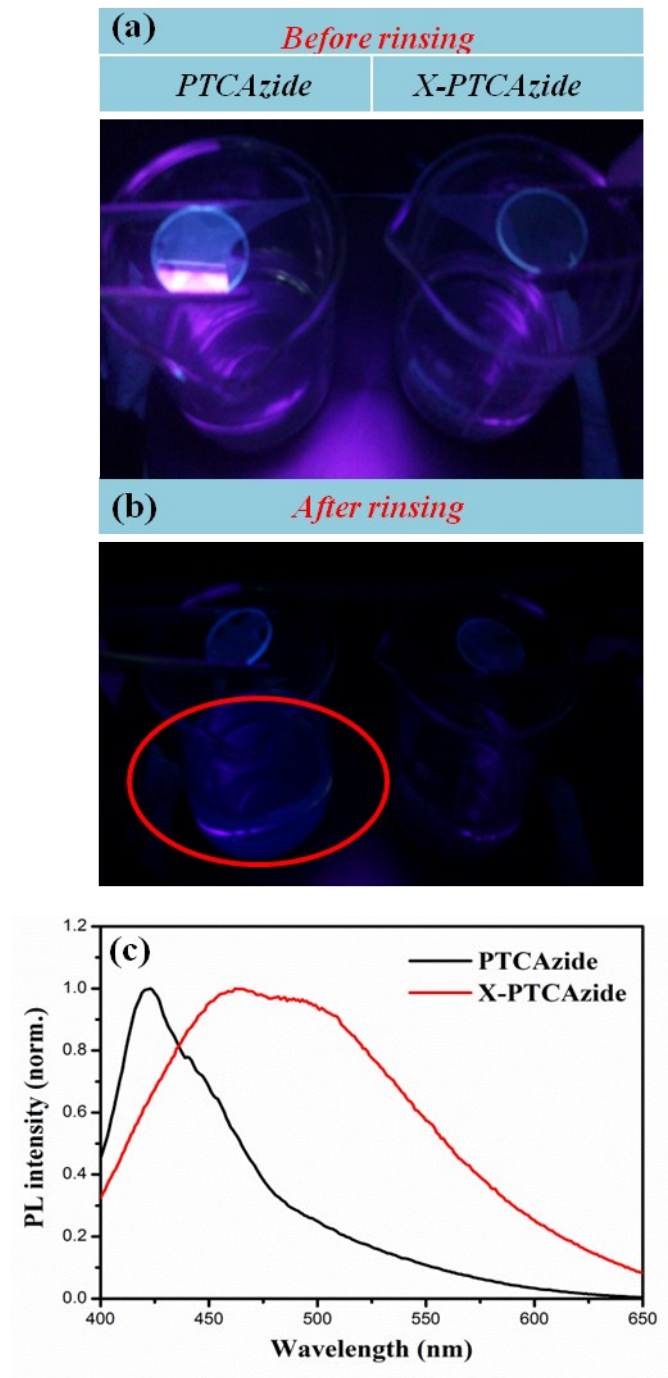 (a)
Before rinsing
PTCAzide X-PTCAzide
(b)
After rinsing
(c)
PTCAzide
X-PTCAzide
1.2
1.0
0.8
0.6
0.4
0.2
0.0
PL intensity (norm.)
400 450 500 550 600 650
Wavelength (nm)